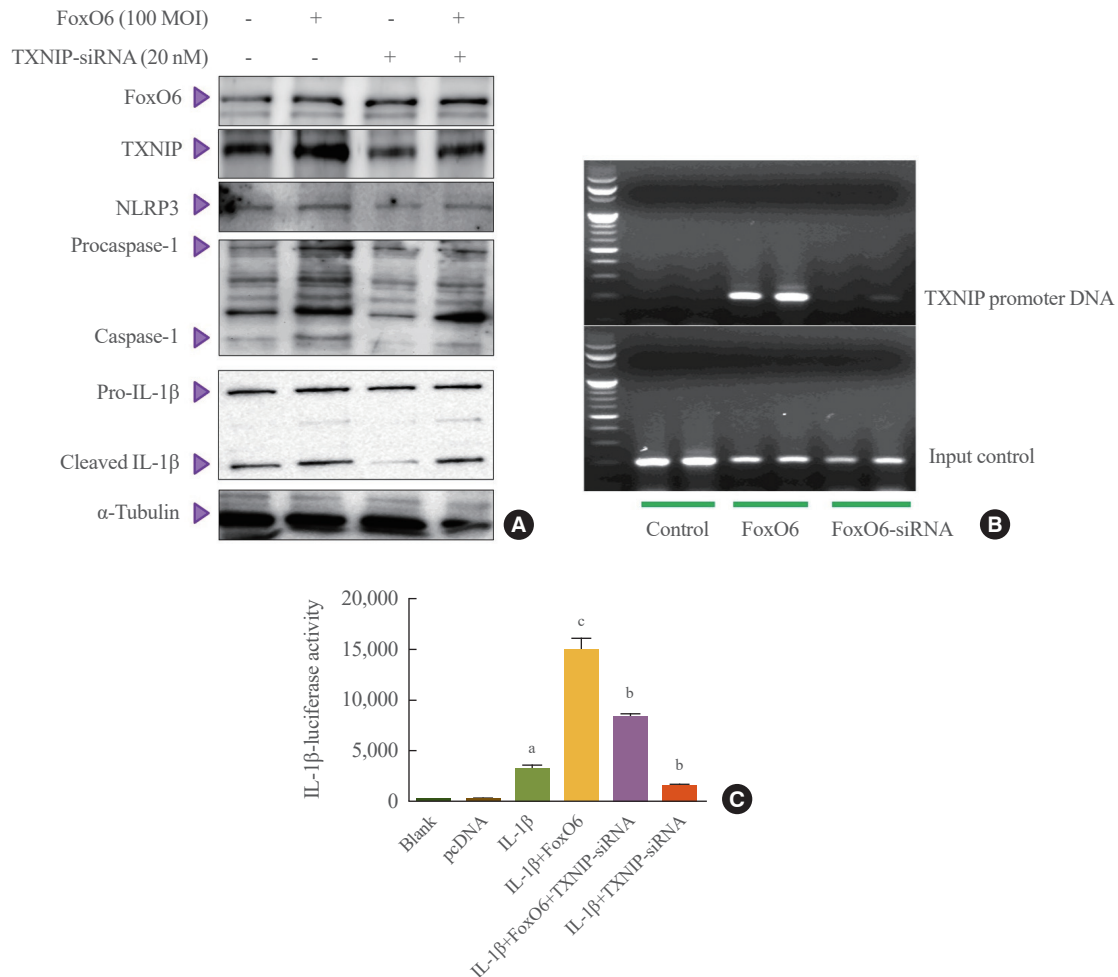 FoxO6 (100 MOI) - + - +
TXNIP-siRNA (20 nM) - - + +
FoxO6
TXNIP
NLRP3
Procaspase-1
Caspase-1
Pro-IL-1β
Cleaved IL-1β
α-Tubulin
A
TXNIP promoter DNA
Input control
Control FoxO6 FoxO6-siRNA
B
IL-1β-luciferase activity
20,000
15,000
10,000
5,000
0
a
c
b
b
Blank
pcDNA
IL-1β
IL-1β+FoxO6
IL-1β+FoxO6+TXNIP-siRNA
IL-1β+TXNIP-siRNA
C